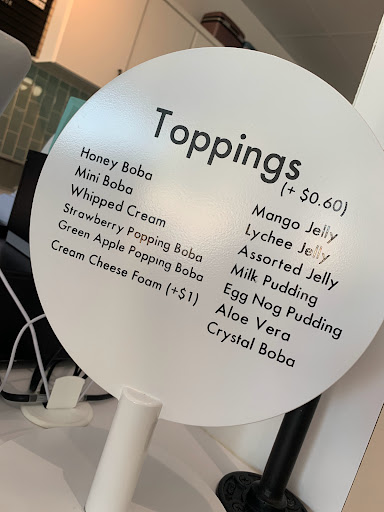 Toppings
(+ $0.60)
Honey Boba
Mini Boba
Whipped Cream
Strawberry Popping Boba
Green Apple Popping Boba
Cream Cheese Foam (+$1)
Mango Jelly
Lychee Jelly
Assorted Jelly
Milk Pudding
Egg Nog Pudding
Aloe Vera
Crystal Boba